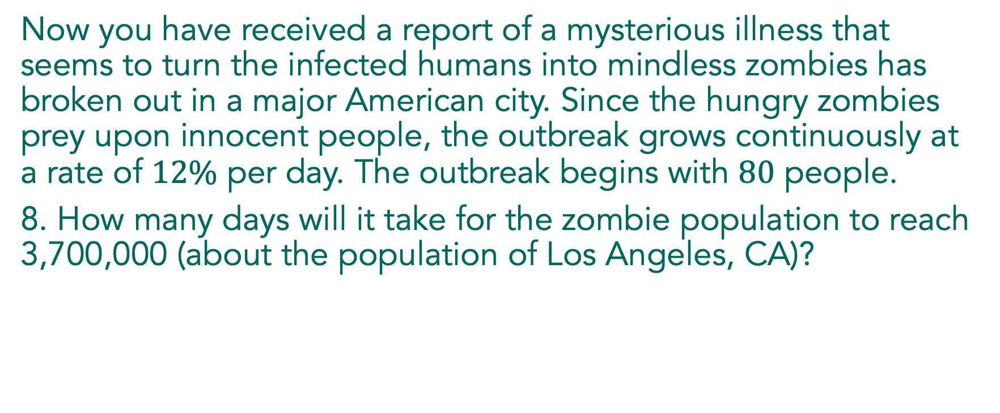 Now you have received a report of a mysterious illness that
seems to turn the infected humans into mindless zombies has
broken out in a major American city. Since the hungry zombies
prey upon innocent people, the outbreak grows continuously at
a rate of 12% per day. The outbreak begins with 80 people.
8. How many days will it take for the zombie population to reach
3,700,000 (about the population of Los Angeles, CA)?